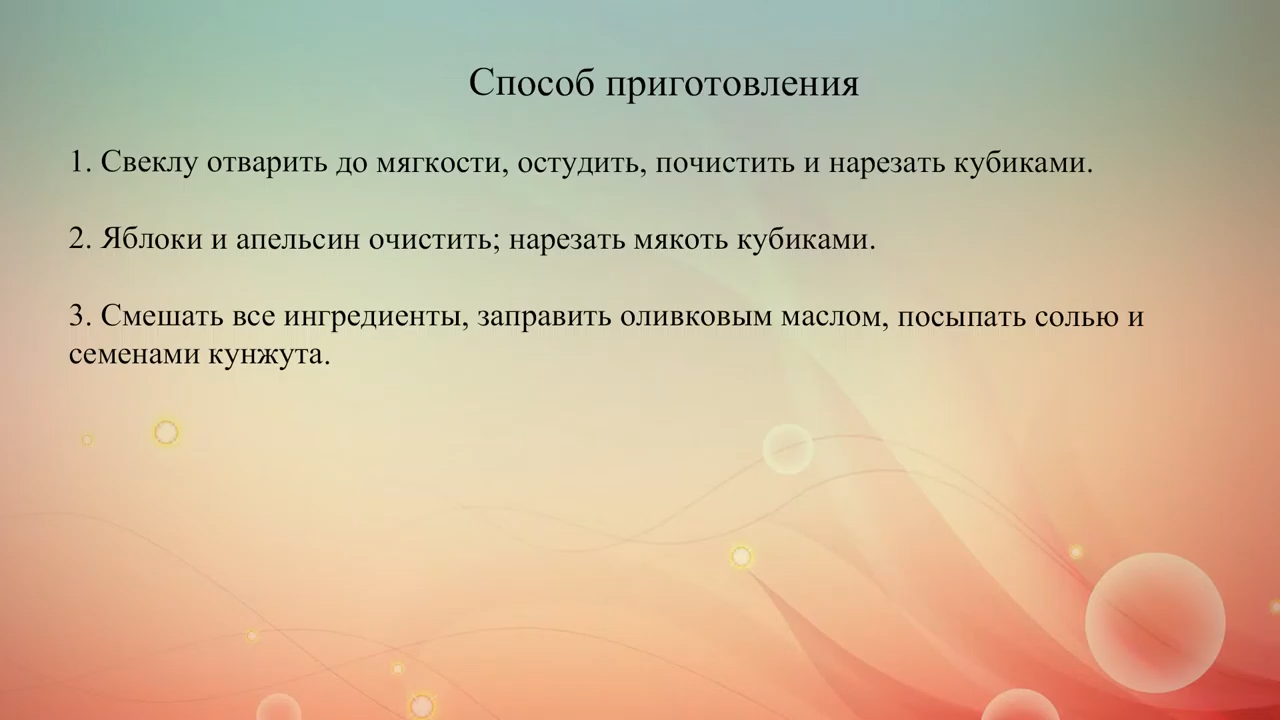 Способ приготовления
1. Свеклу отварить до мягкости, остудить, почистить и нарезать кубиками.
2. Яблоки и апельсин очистить; нарезать мякоть кубиками.
3. Смешать все ингредиенты, заправить оливковым маслом, посыпать солью и
семенами кунжута.